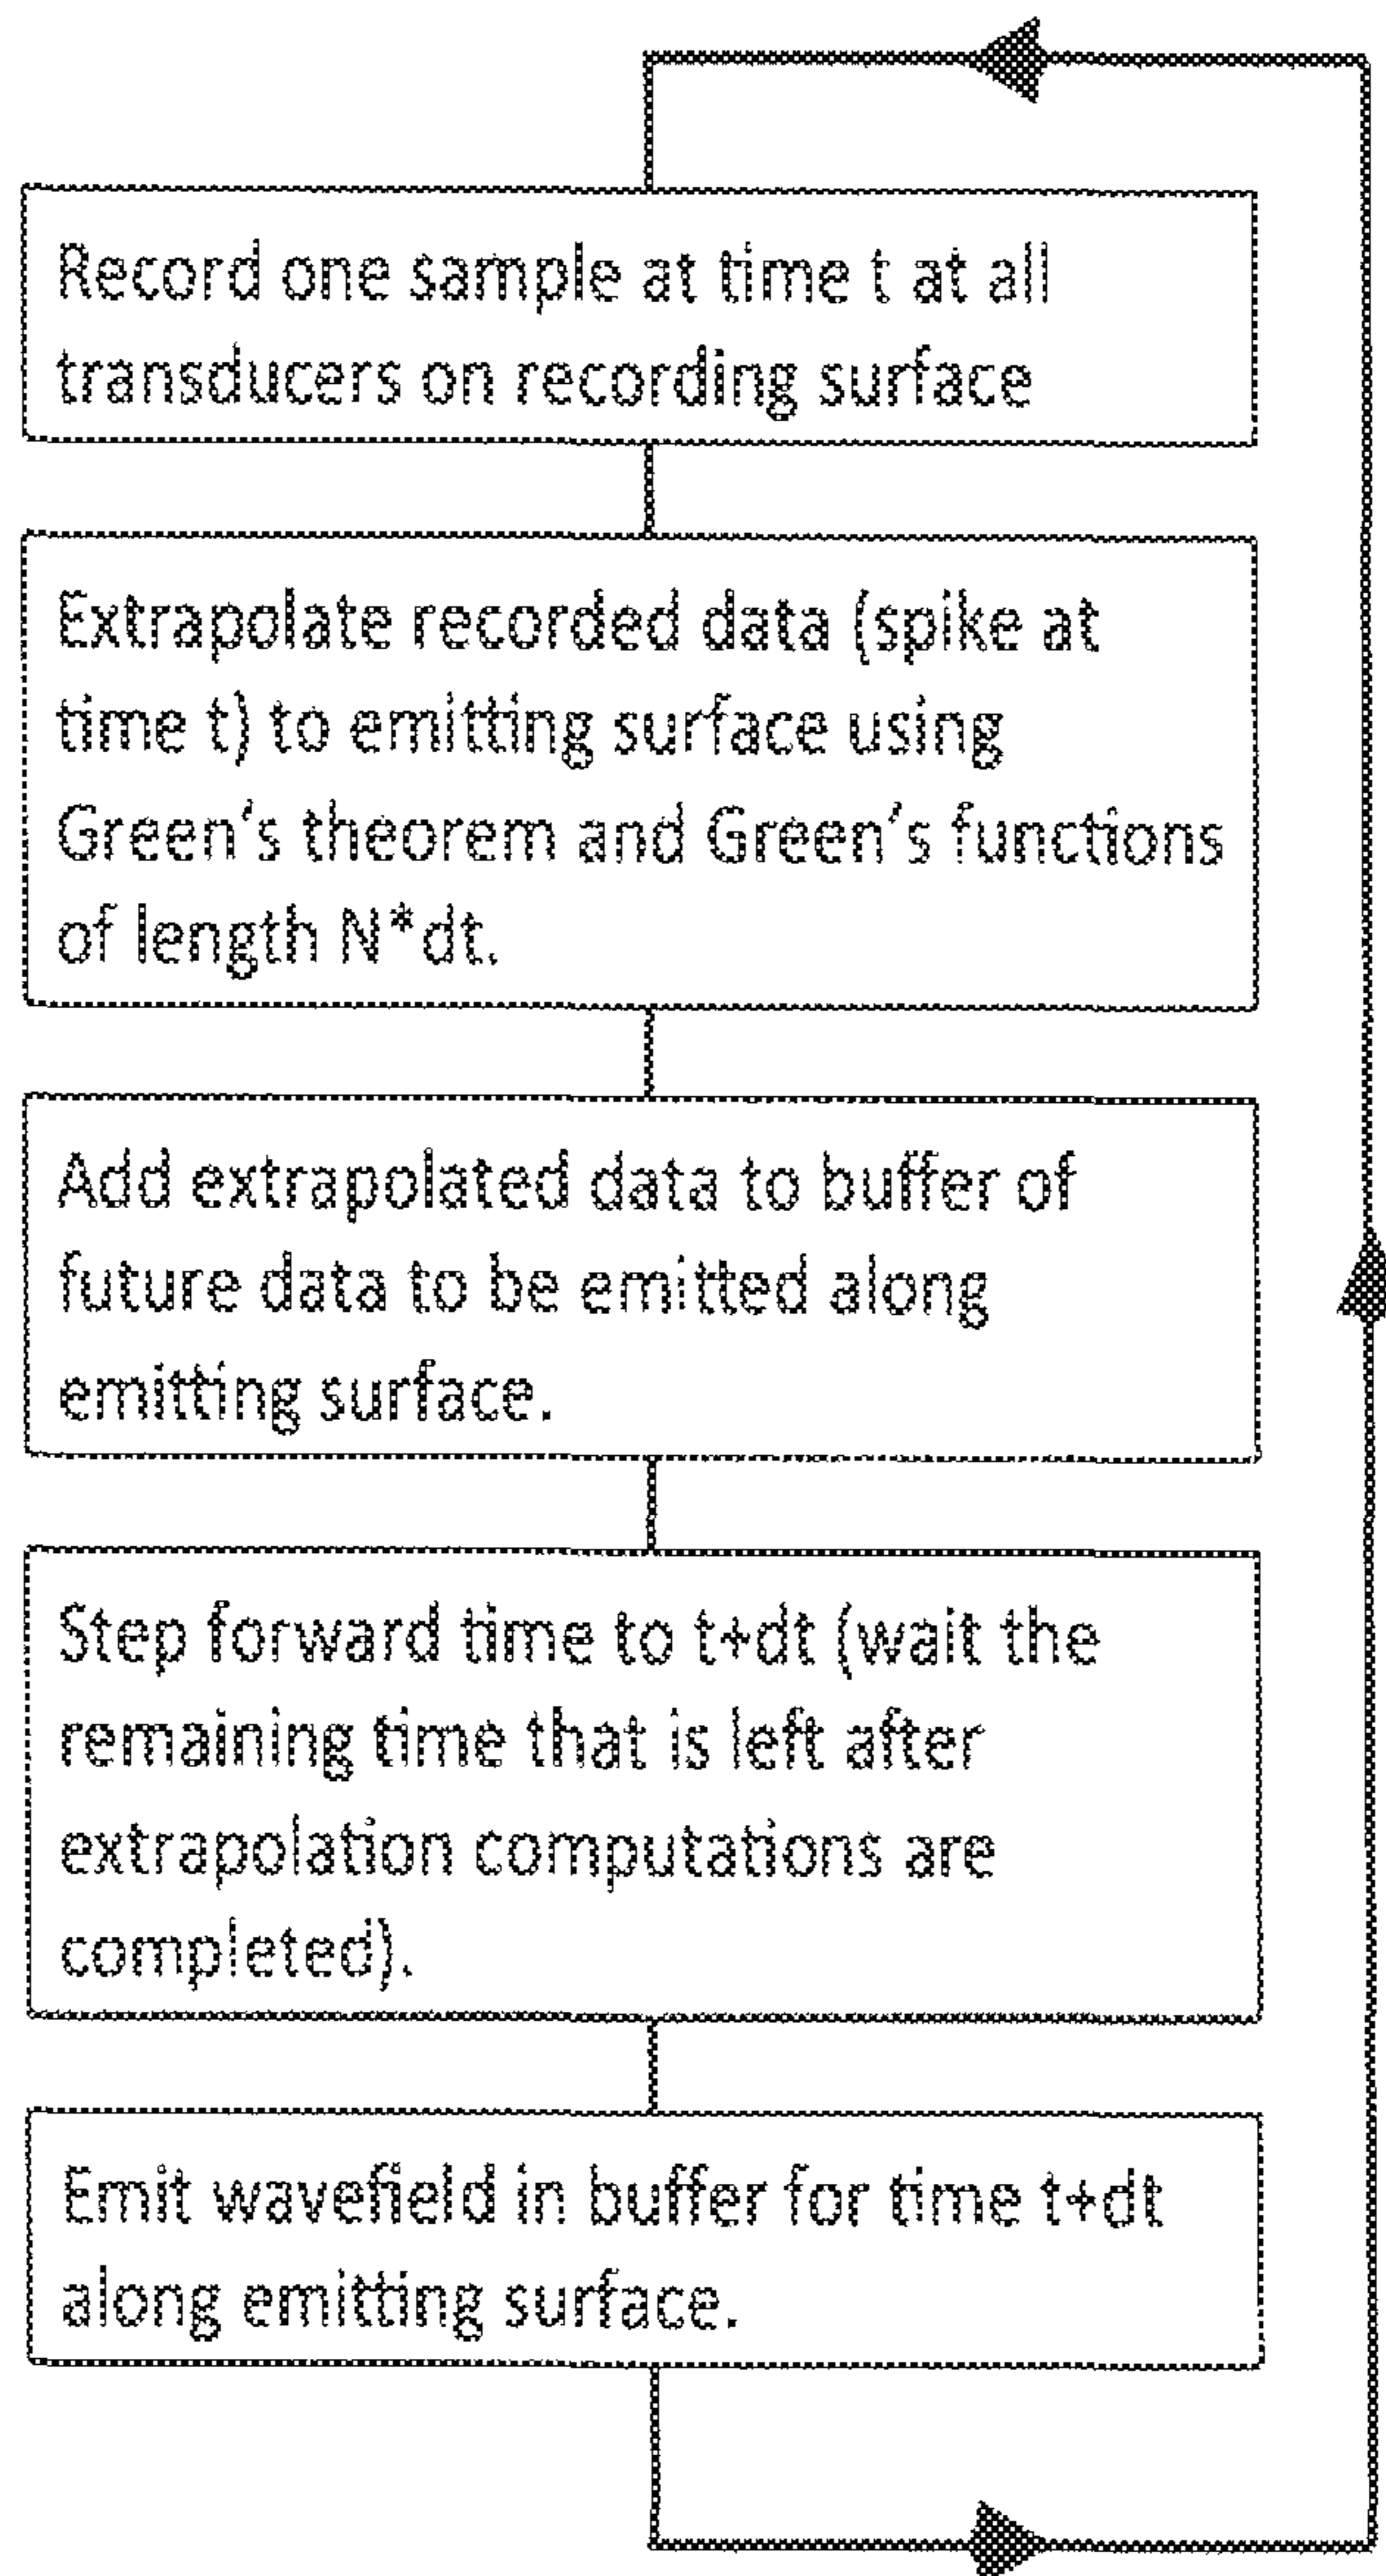 Record one sample at time t at all
transducers on recording surface
Extrapolate recorded data (spike at
time t) to emitting surface using
Green's theorem and Green's functions
of length N*dt.
Add extrapolated data to buffer of
future data to be emitted along
emitting surface.
Step forward time to t+dt (wait the
remaining time that is left after
extrapolation computations are
completed).
Emit wavefield in buffer for time t+dt
along emitting surface.